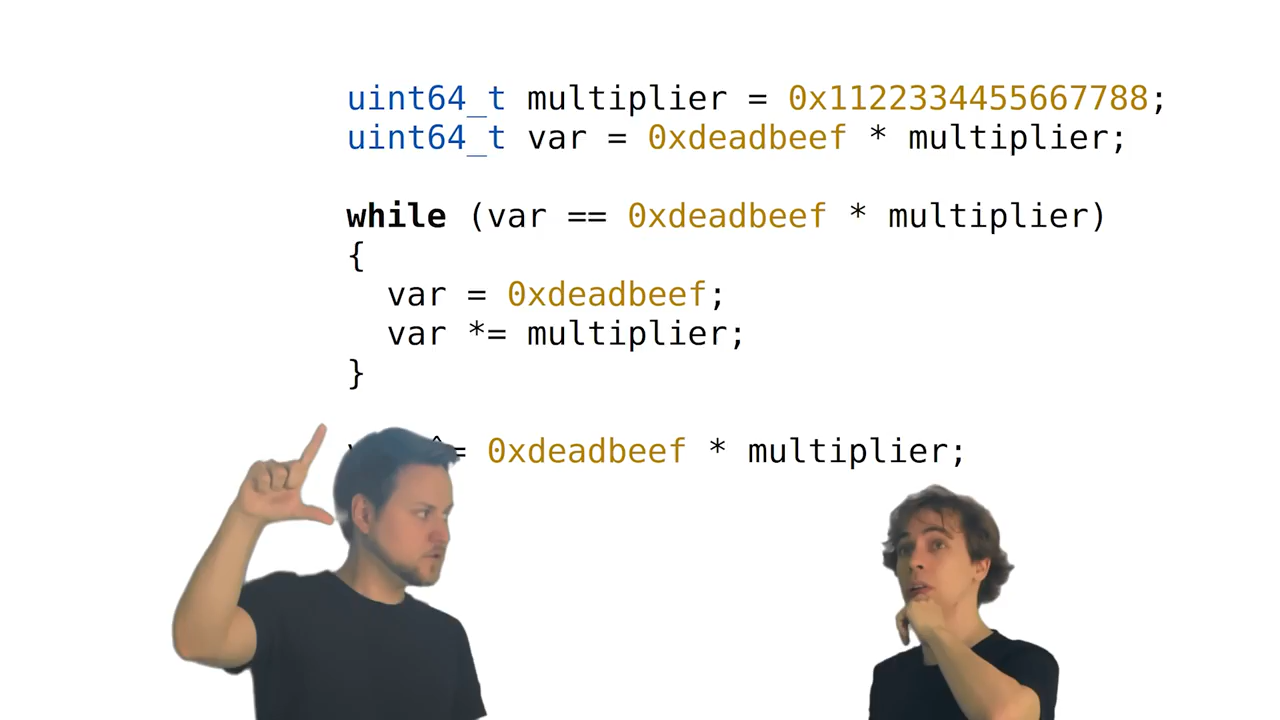 uint64_t multiplier = 0x1122334455667788;
uint64_t var = 0xdeadbeef * multiplier;
while (var == 0xdeadbeef * multiplier)
{
var = 0xdeadbeef;
var *= multiplier;
}
^= 0xdeadbeef * multiplier;